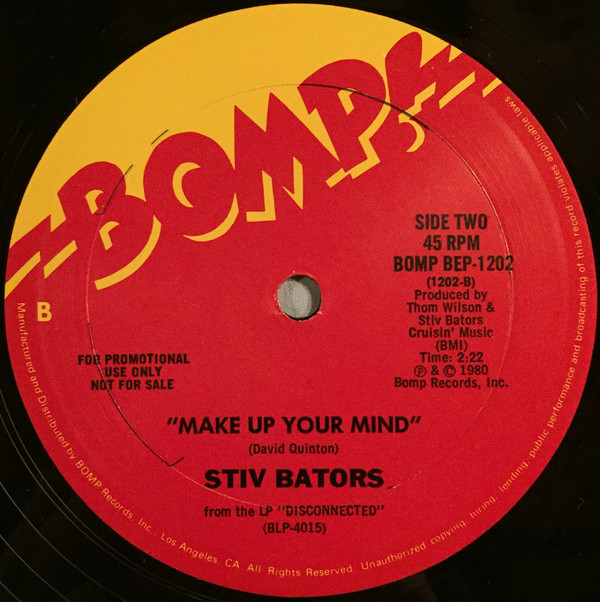 BOMP
SIDE TWO
45 RPM
BOMP BEP-1202
(1202-B)
Produced by
Thom Wilson &
Stiv Bators
Cruisin' Music
(BMI)
Time: 2:22
℗ & © 1980
Bomp Records, Inc.
B
FOR PROMOTIONAL
USE ONLY
NOT FOR SALE
"MAKE UP YOUR MIND"
(David Quinton)
STIV BATORS
from the LP "DISCONNECTED"
(BLP-4015)
Manufactured and Distributed by BOMP Records, Inc., Los Angeles, CA. All Rights Reserved. Unauthorized copying, hiring, lending, public performance and broadcasting of this record violates applicable laws